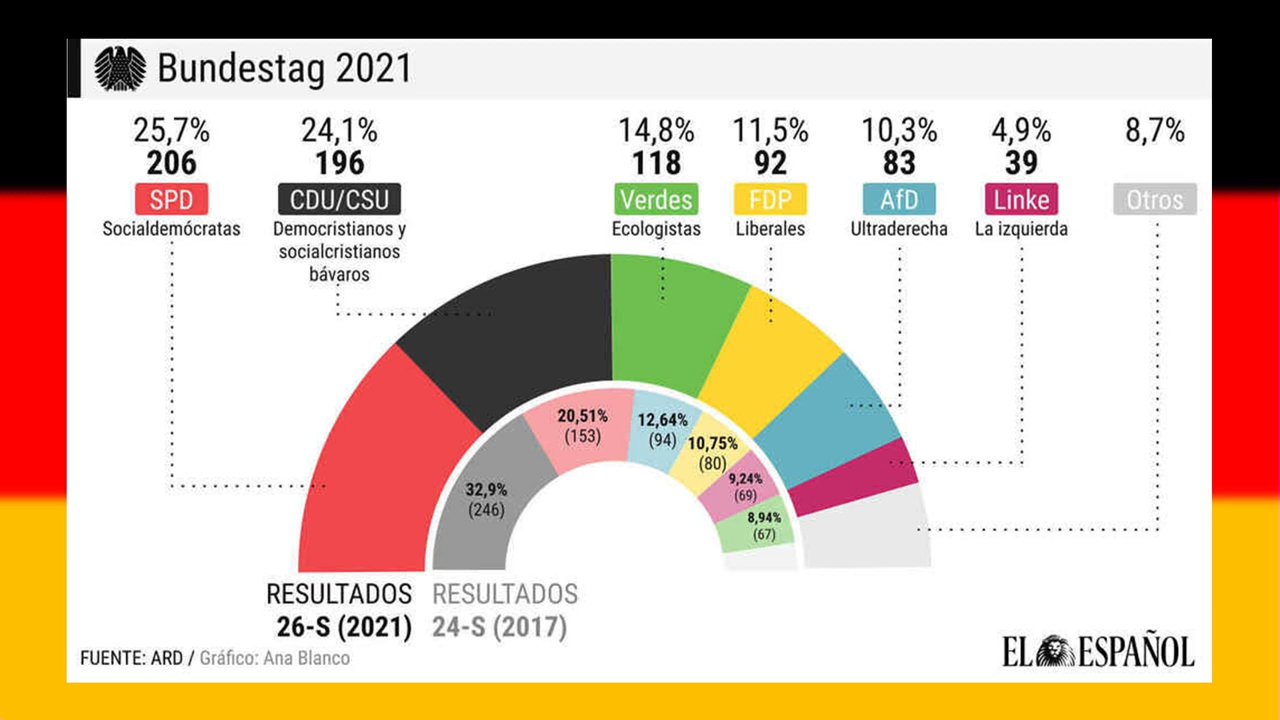 Bundestag 2021
25,7%
206
SPD
Socialdemócratas
24,1%
196
CDU/CSU
Democristianos y
socialcristianos
bávaros
14,8%
118
Verdes
Ecologistas
11,5%
92
FDP
Liberales
10,3%
83
AfD
Ultraderecha
4,9%
39
Linke
La izquierda
8,7%
Otros
32,9%
(246)
20,51%
(153)
12,64%
(94)
10,75%
(80)
9,24%
(69)
8,94%
(67)
RESULTADOS
26-S (2021)
RESULTADOS
24-S (2017)
FUENTE: ARD / Gráfico: Ana Blanco
EL ESPAÑOL